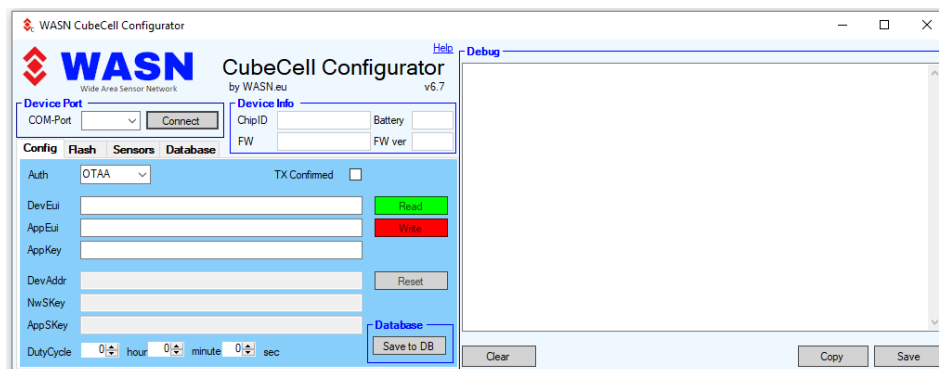 WASN CubeCell Configurator
Help
WASN
Wide Area Sensor Network
CubeCell Configurator
by WASN.eu
v6.7
Device Port
COM-Port
Connect
Device Info
ChipID
Battery
FW
FW ver
Config Flash Sensors Database
Auth
OTAA
TX Confirmed
DevEui
Read
AppEui
Write
AppKey
DevAddr
Reset
NwSKey
AppSKey
DutyCycle
0 hour 0 minute 0 sec
Database
Save to DB
Debug
Clear
Copy
Save